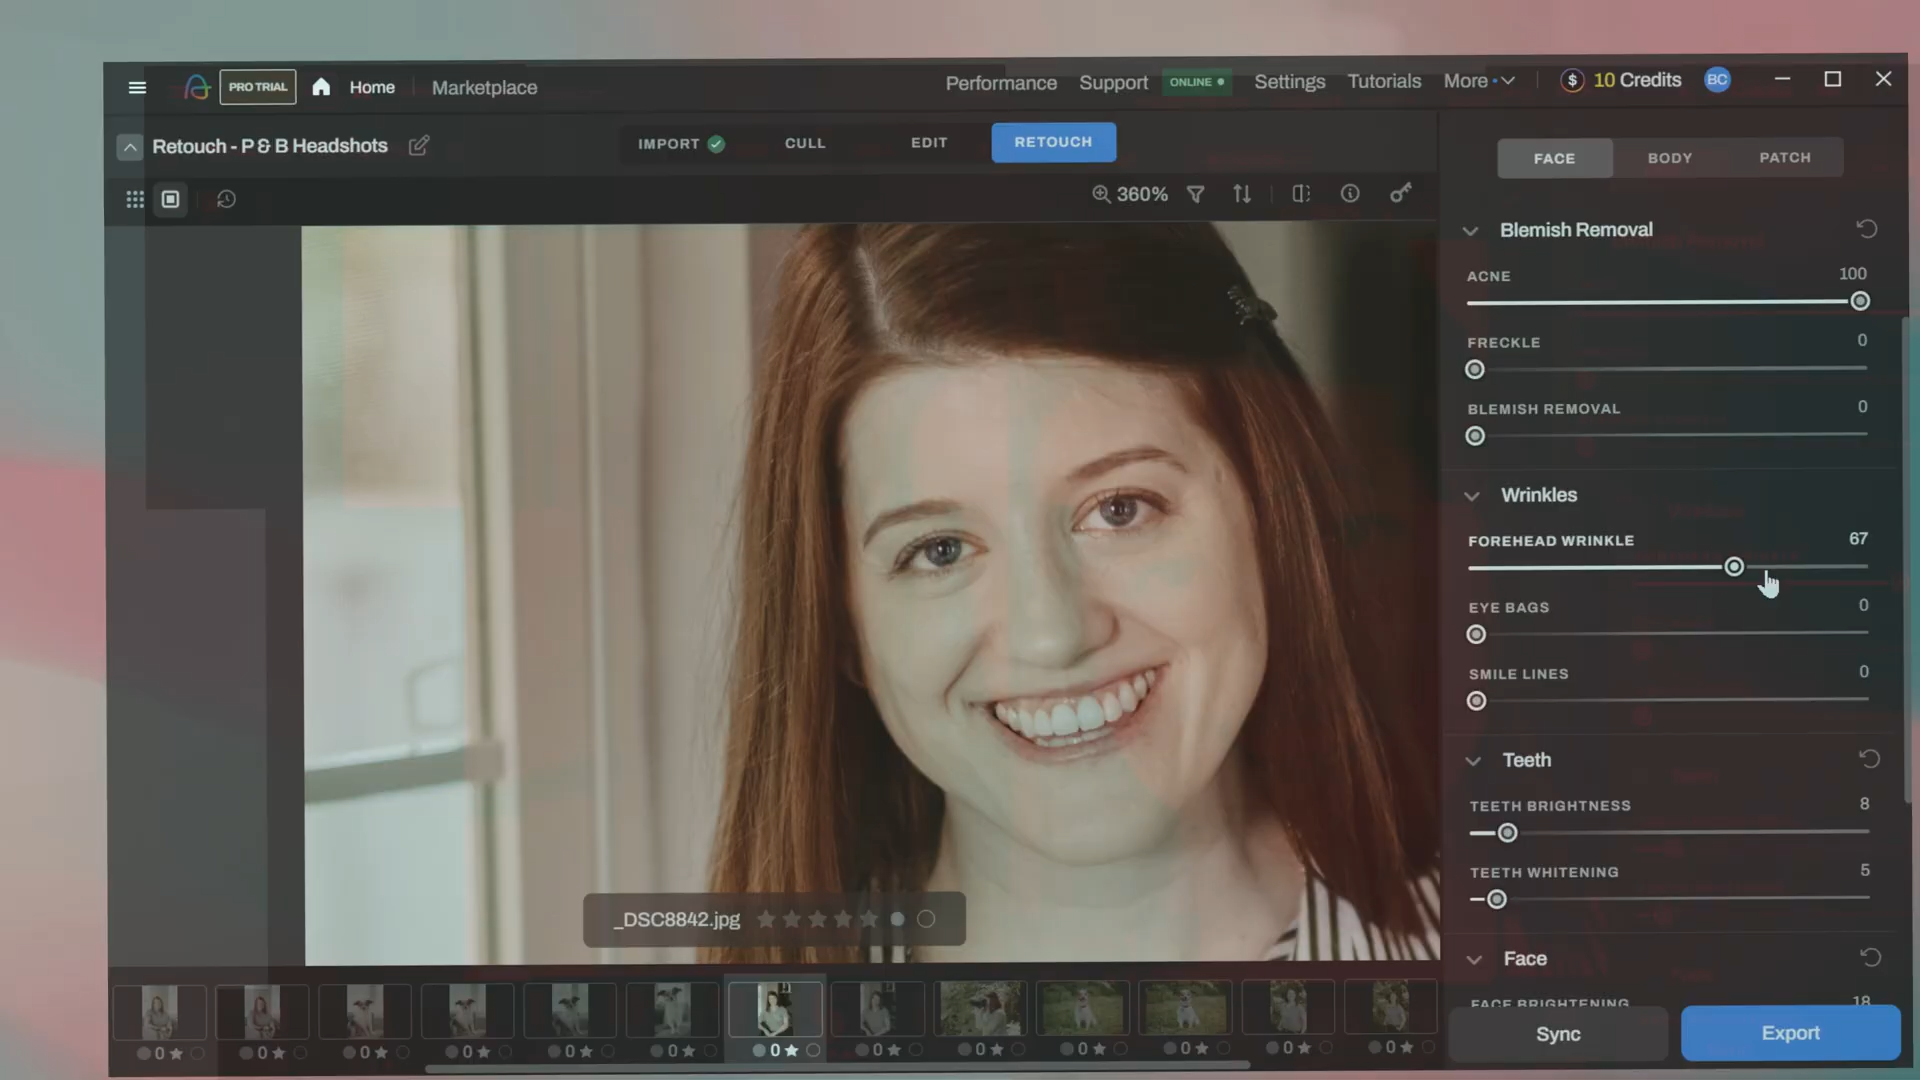 PRO TRIAL Home Marketplace Performance Support ONLINE Settings Tutorials More $ 10 Credits BC
Retouch - P & B Headshots IMPORT CULL EDIT RETOUCH
FACE BODY PATCH
360%
Blemish Removal
ACNE 100
FRECKLE 0
BLEMISH REMOVAL 0
Wrinkles
FOREHEAD WRINKLE 67
EYE BAGS 0
SMILE LINES 0
Teeth
TEETH BRIGHTNESS 8
TEETH WHITENING 5
Face
FACE BRIGHTENING 18
_DSC8842.jpg
0 0 0 0 0 0 0 0 0 0 0 0 0
Sync Export